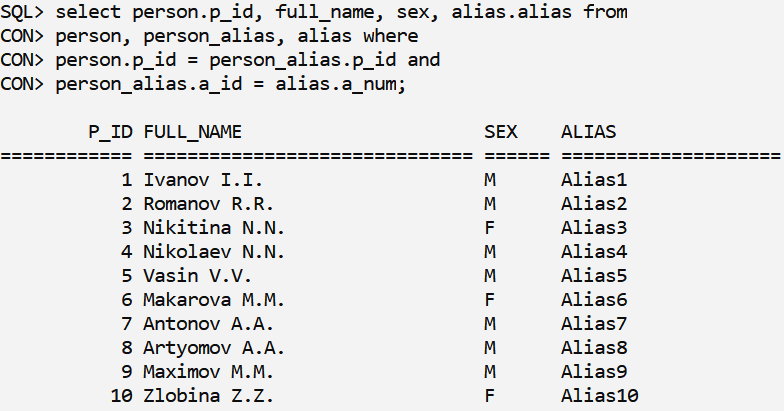 SQL> select person.p_id, full_name, sex, alias.alias from
CON> person, person_alias, alias where
CON> person.p_id = person_alias.p_id and
CON> person_alias.a_id = alias.a_num;
P_ID FULL_NAME SEX ALIAS
============ ============================== ====== ====================
1 Ivanov I.I. M Alias1
2 Romanov R.R. M Alias2
3 Nikitina N.N. F Alias3
4 Nikolaev N.N. M Alias4
5 Vasin V.V. M Alias5
6 Makarova M.M. F Alias6
7 Antonov A.A. M Alias7
8 Artyomov A.A. M Alias8
9 Maximov M.M. M Alias9
10 Zlobina Z.Z. F Alias10